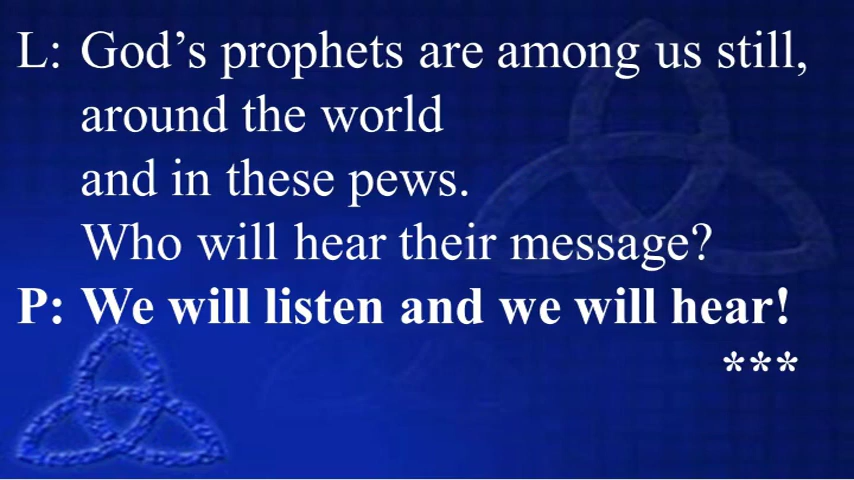 L: God’s prophets are among us still,
around the world
and in these pews.
Who will hear their message?
P: We will listen and we will hear!
***